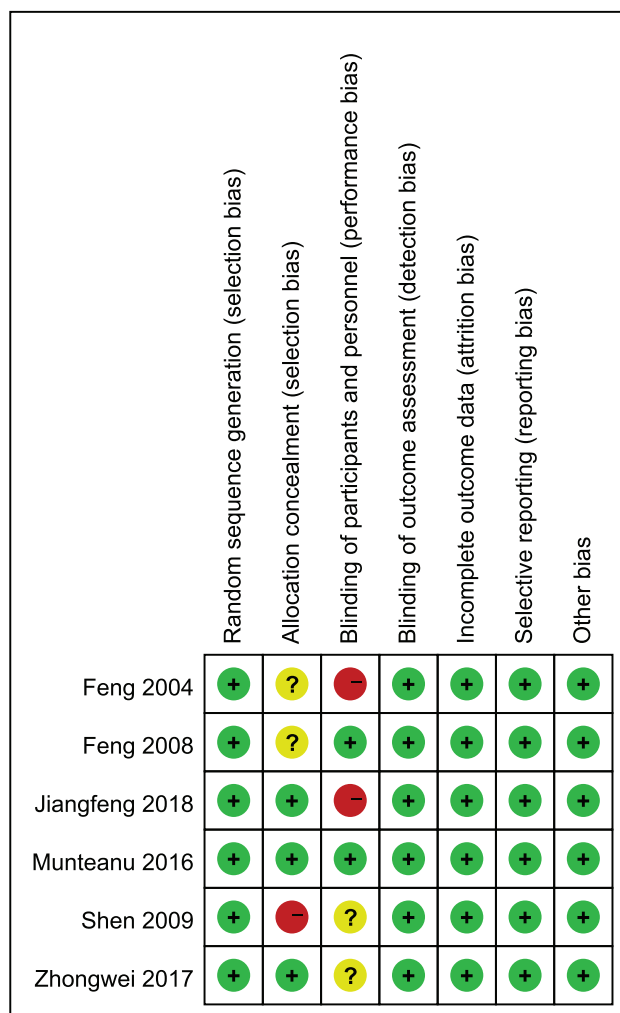 Random sequence generation (selection bias)
Allocation concealment (selection bias)
Blinding of participants and personnel (performance bias)
Blinding of outcome assessment (detection bias)
Incomplete outcome data (attrition bias)
Selective reporting (reporting bias)
Other bias
Feng 2004 + ? - + + + +
Feng 2008 + ? + + + + +
Jiangfeng 2018 + + - + + + +
Munteanu 2016 + + + + + + +
Shen 2009 + - ? + + + +
Zhongwei 2017 + + ? + + + +